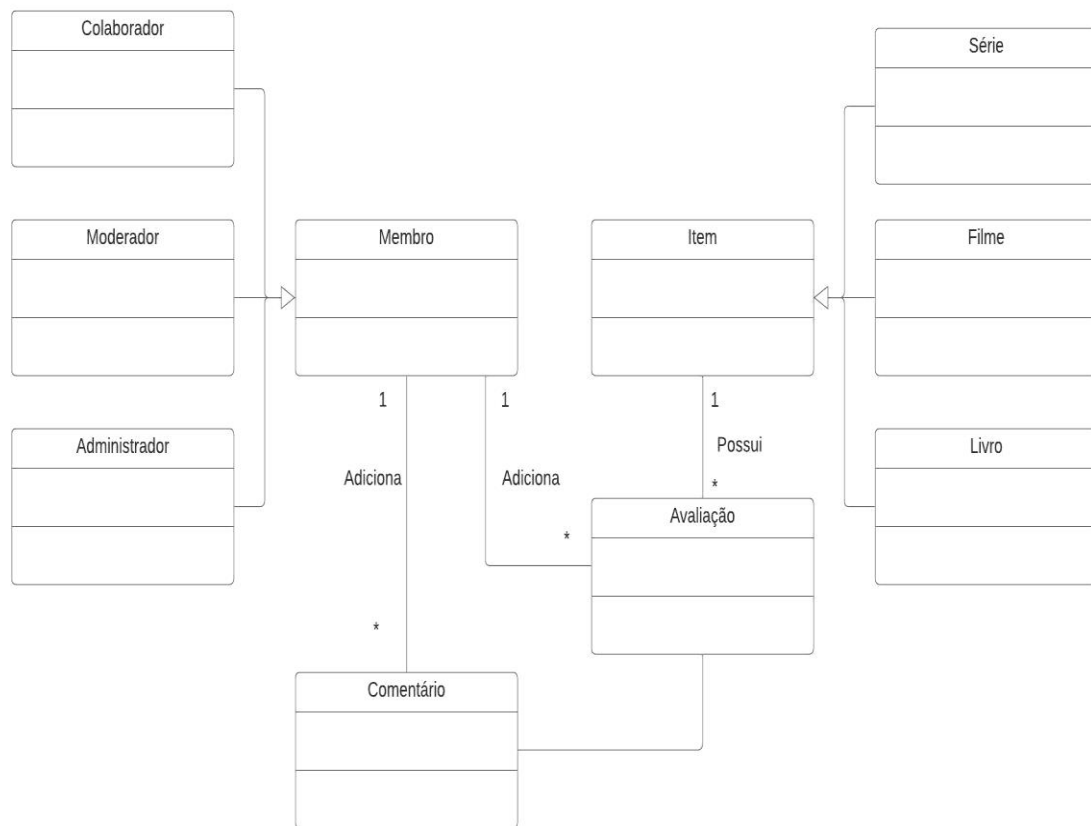 Colaborador
Série
Moderador
Membro
Item
Filme
1
1
1
Administrador
Livro
Possui
Adiciona
Adiciona
*
Avaliação
*
*
Comentário